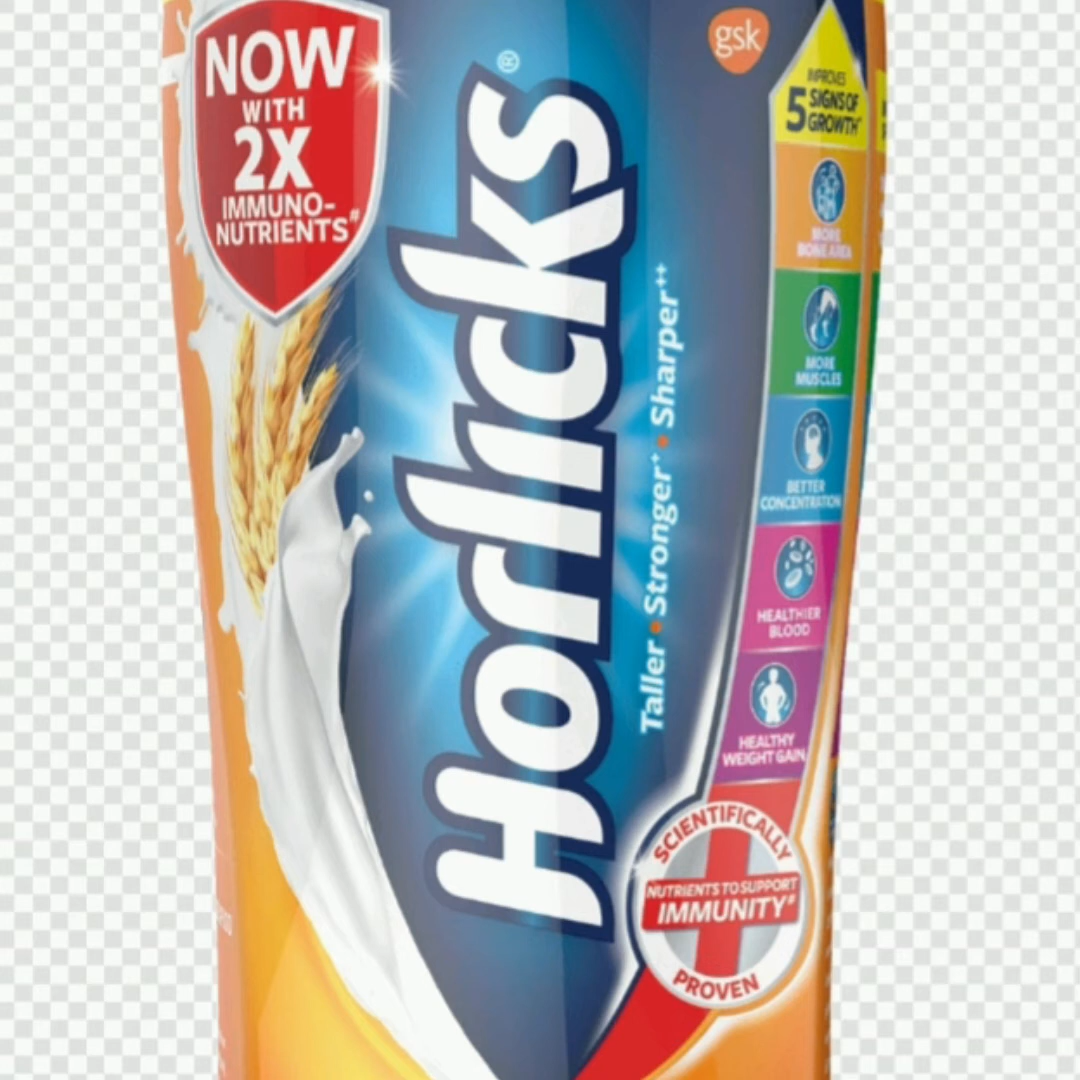 NOW
WITH
2X
IMMUNO-
NUTRIENTS#
gsk
Horlicks®
Taller • Stronger+ • Sharper++
IMPROVES
5 SIGNS OF
GROWTH^
MORE
BONE AREA
MORE
MUSCLES
BETTER
CONCENTRATION
HEALTHIER
BLOOD
HEALTHY
WEIGHT GAIN
SCIENTIFICALLY
NUTRIENTS TO SUPPORT
IMMUNITY#
PROVEN